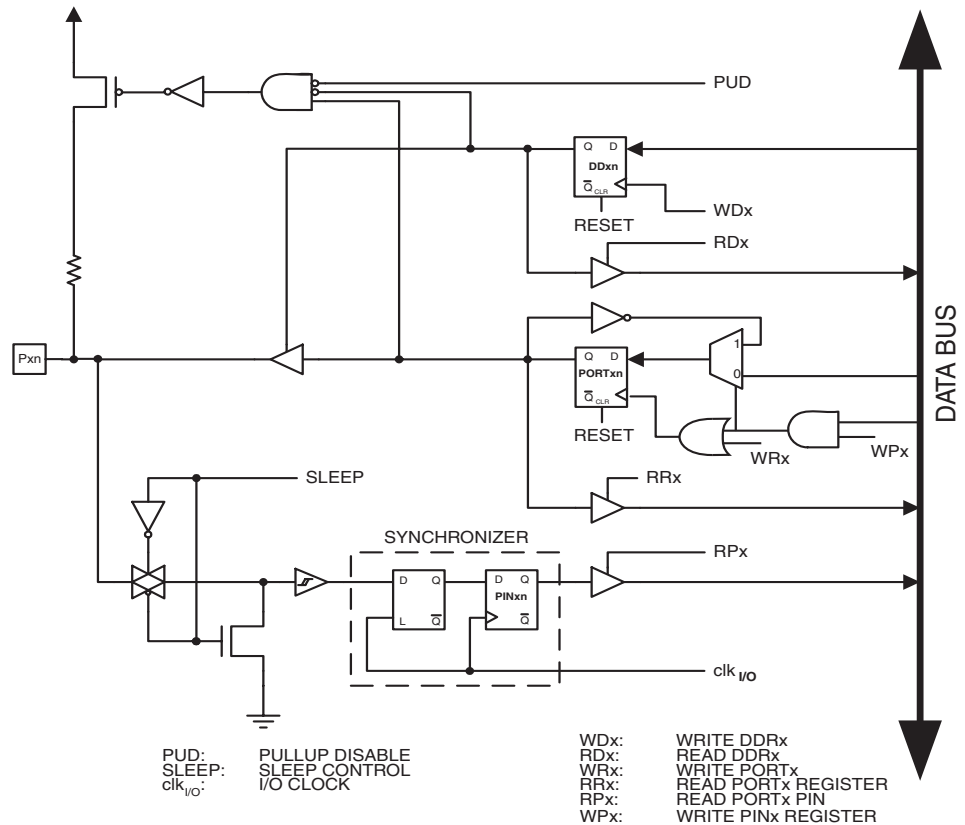 PUD
Q D
DDxn
Q CLR
WDx
RESET
RDx
Pxn
1
Q D
0
PORTxn
Q CLR
RESET
WRx
WPx
DATA BUS
SLEEP
RRx
SYNCHRONIZER
RPx
D Q
D Q
PINxn
L Q
Q
clk I/O
PUD: PULLUP DISABLE
SLEEP: SLEEP CONTROL
clkI/O: I/O CLOCK
WDx: WRITE DDRx
RDx: READ DDRx
WRx: WRITE PORTx
RRx: READ PORTx REGISTER
RPx: READ PORTx PIN
WPx: WRITE PINx REGISTER